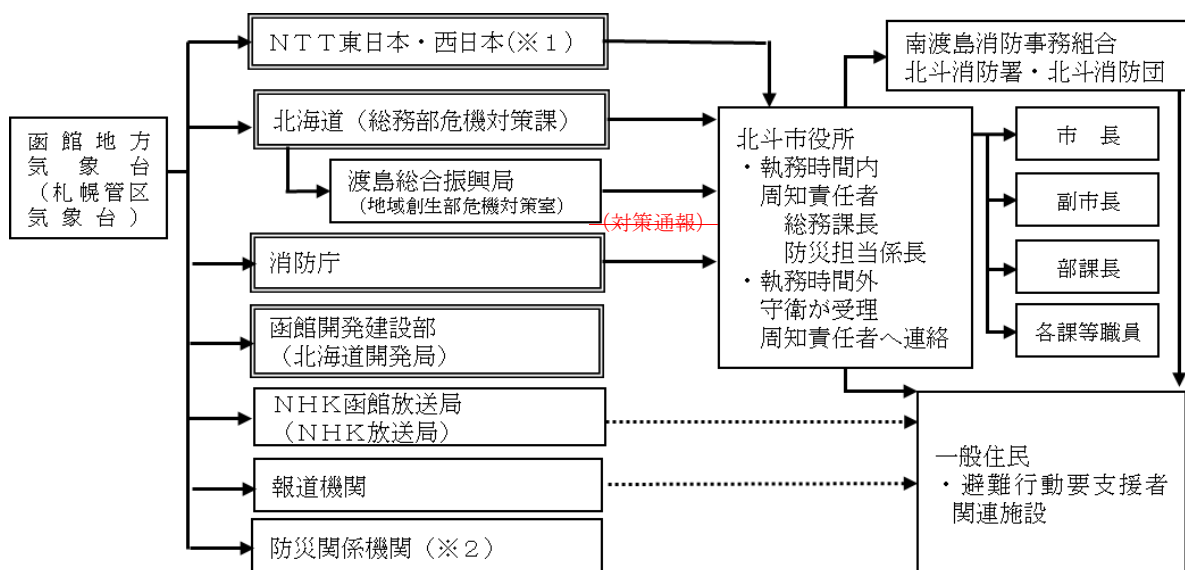 函館地方
気象台
(札幌管区
気象台)
NTT東日本・西日本(※1)
北海道(総務部危機対策課)
渡島総合振興局
(地域創生部危機対策室)
(対策通報)
消防庁
函館開発建設部
(北海道開発局)
NHK函館放送局
(NHK放送局)
報道機関
防災関係機関(※2)
北斗市役所
・執務時間内
周知責任者
総務課長
防災担当係長
・執務時間外
守衛が受理
周知責任者へ連絡
南渡島消防事務組合
北斗消防署・北斗消防団
市長
副市長
部課長
各課等職員
一般住民
・避難行動要支援者
関連施設